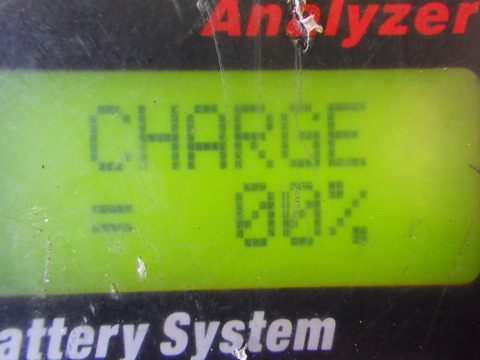 Analyzer
CHARGE
= 00%
attery System